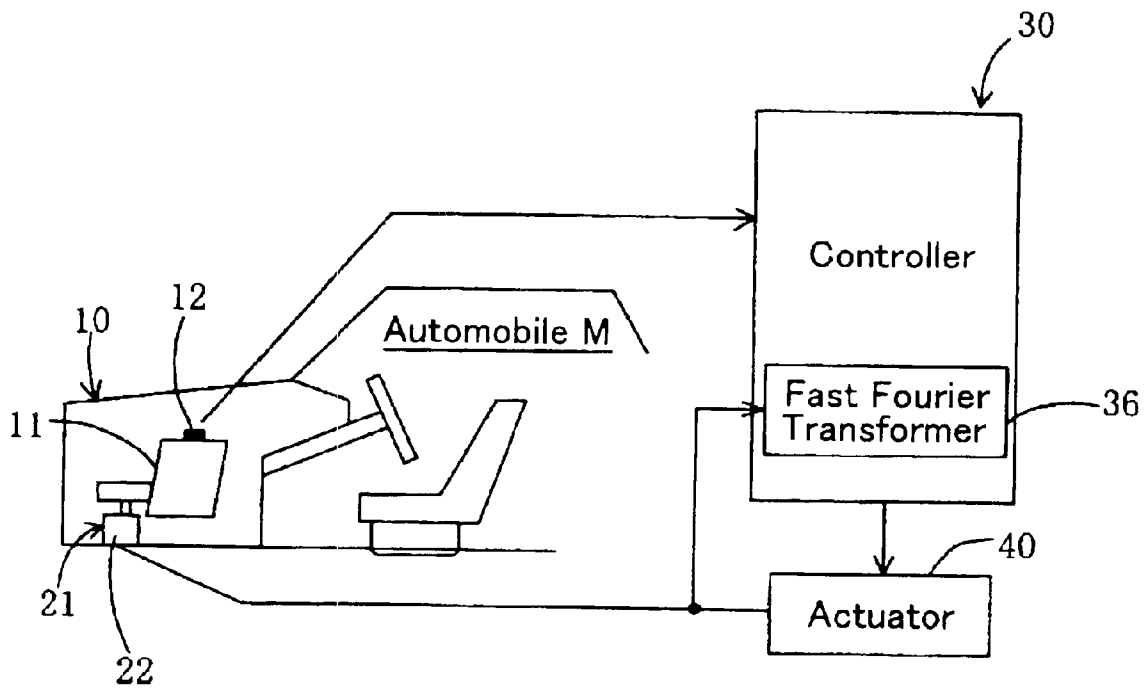 30
Controller
12
10
Automobile M
Fast Fourier
Transformer
36
11
40
21
Actuator
22